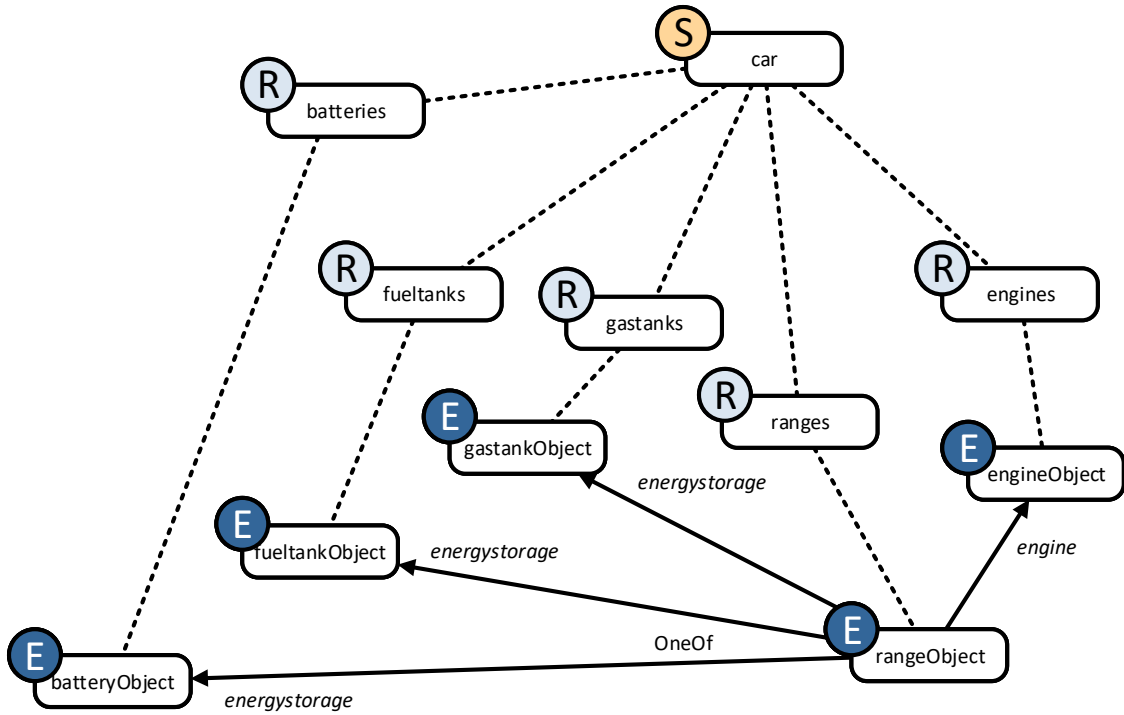 S
car
R
batteries
R
fueltanks
R
gastanks
R
engines
R
ranges
E
gastankObject
E
engineObject
energystorage
E
fueltankObject
energystorage
engine
E
rangeObject
OneOf
E
batteryObject
energystorage